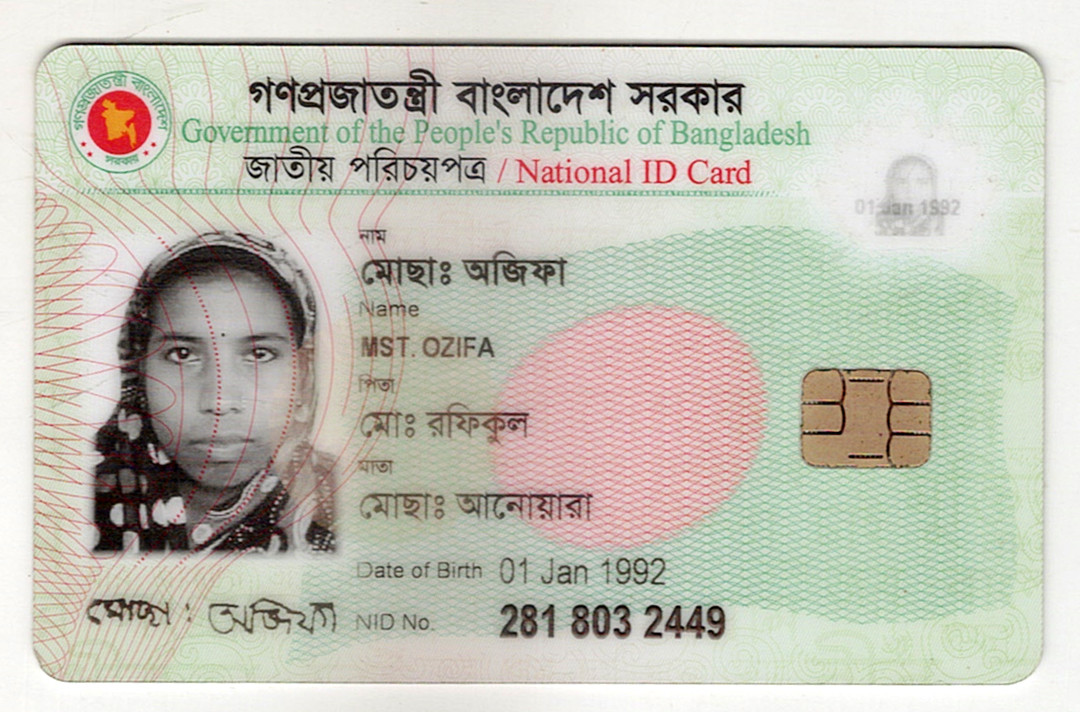 গণপ্রজাতন্ত্রী বাংলাদেশ সরকার
Government of the People's Republic of Bangladesh
জাতীয় পরিচয়পত্র / National ID Card
গণপ্রজাতন্ত্রী বাংলাদেশ
সরকার
01 Jan 1992
নাম
মোছাঃ অজিফা
Name
MST. OZIFA
পিতা
মোঃ রফিকুল
মাতা
মোছাঃ আনোয়ারা
Date of Birth 01 Jan 1992
মোছাঃ অজিফা NID No. 281 803 2449